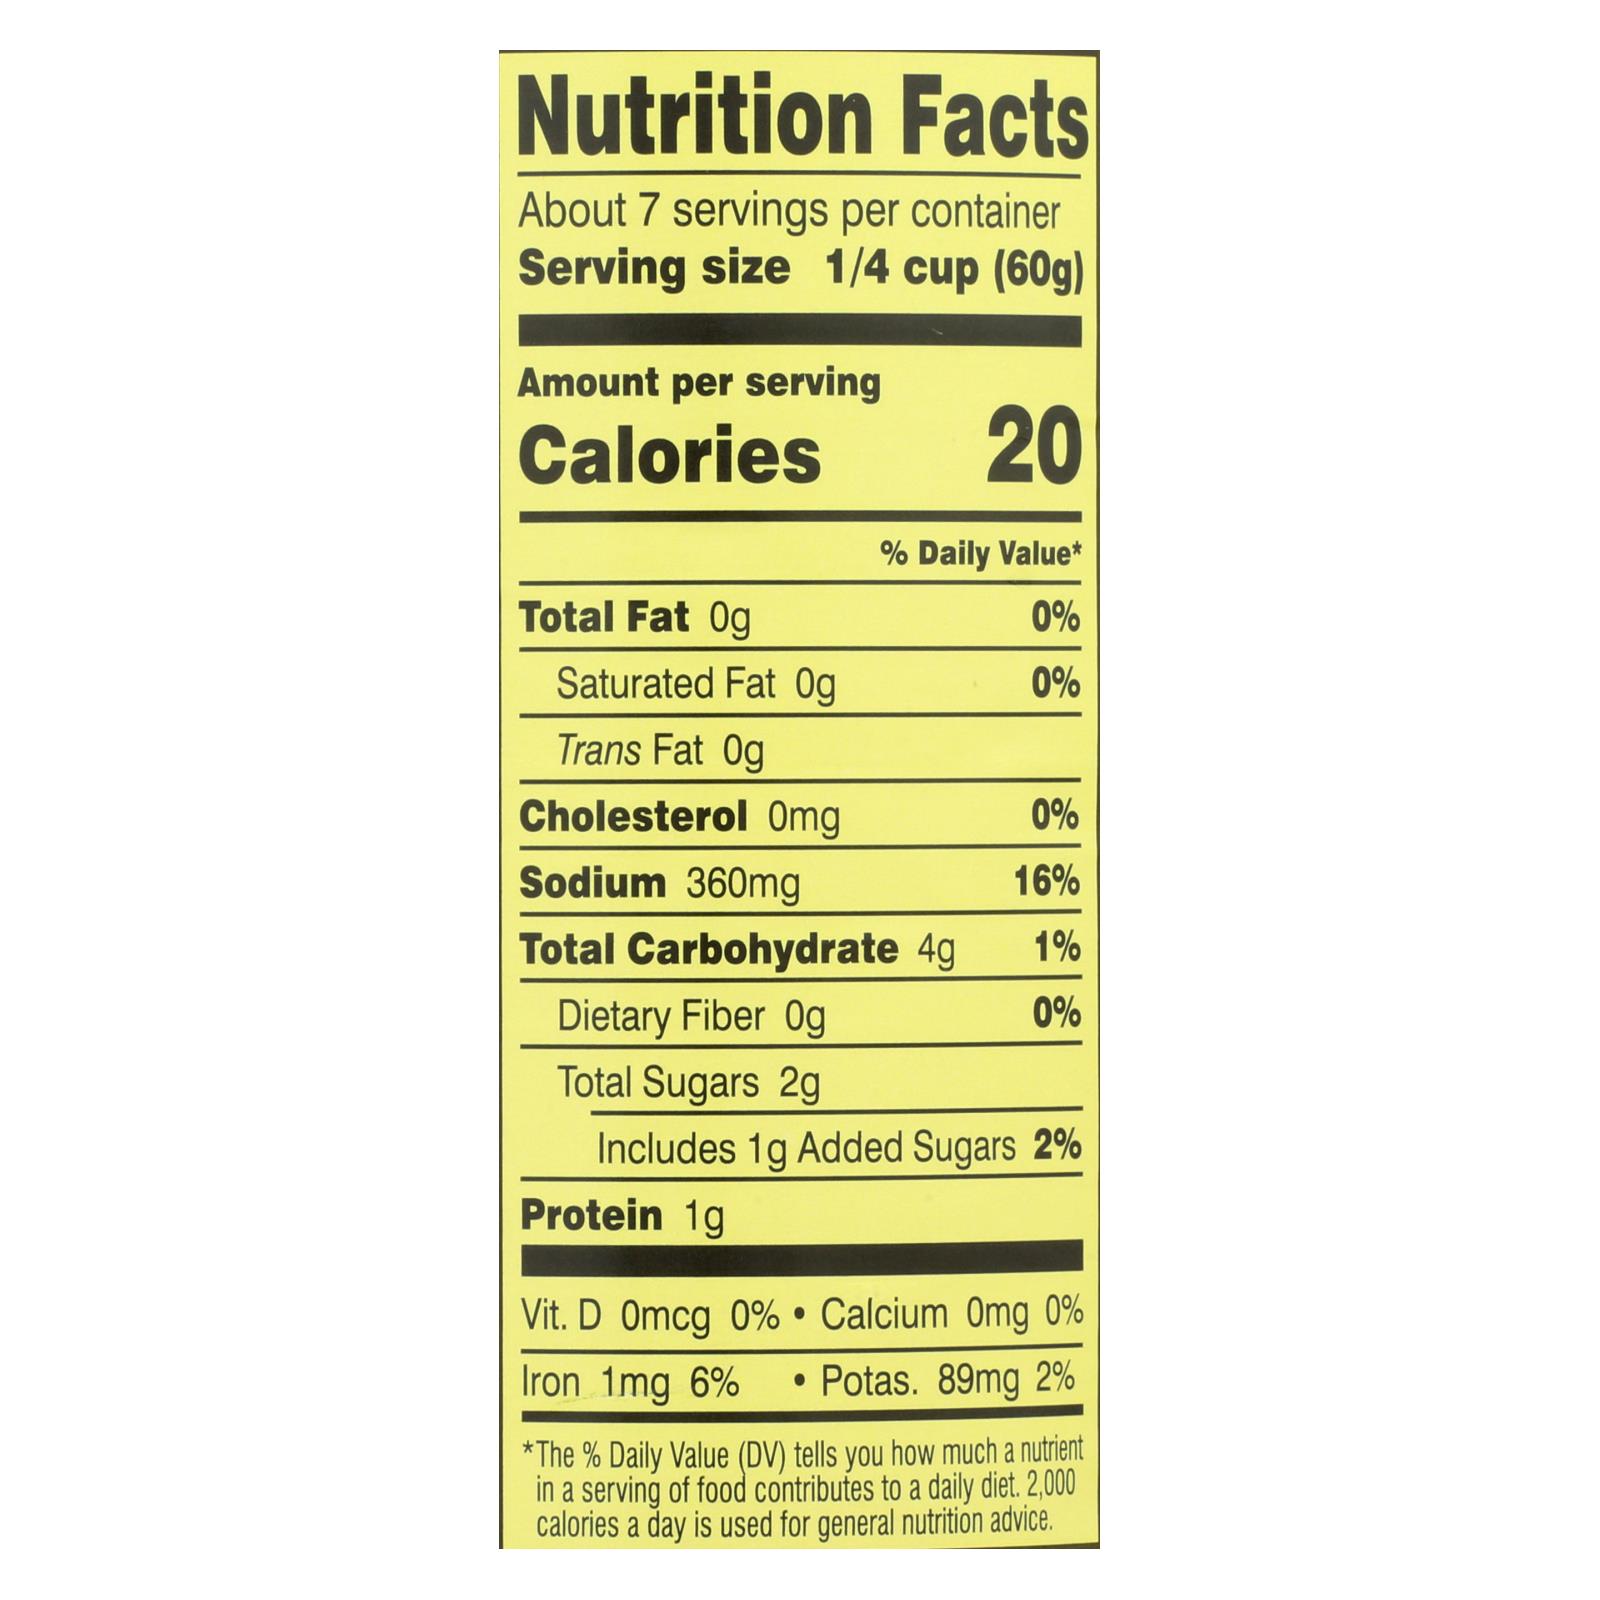 Nutrition Facts
About 7 servings per container
Serving size 1/4 cup (60g)
Amount per serving
Calories 20
% Daily Value*
Total Fat 0g 0%
Saturated Fat 0g 0%
Trans Fat 0g
Cholesterol 0mg 0%
Sodium 360mg 16%
Total Carbohydrate 4g 1%
Dietary Fiber 0g 0%
Total Sugars 2g
Includes 1g Added Sugars 2%
Protein 1g
Vit. D 0mcg 0% • Calcium 0mg 0%
Iron 1mg 6% • Potas. 89mg 2%
*The % Daily Value (DV) tells you how much a nutrient
in a serving of food contributes to a daily diet. 2,000
calories a day is used for general nutrition advice.